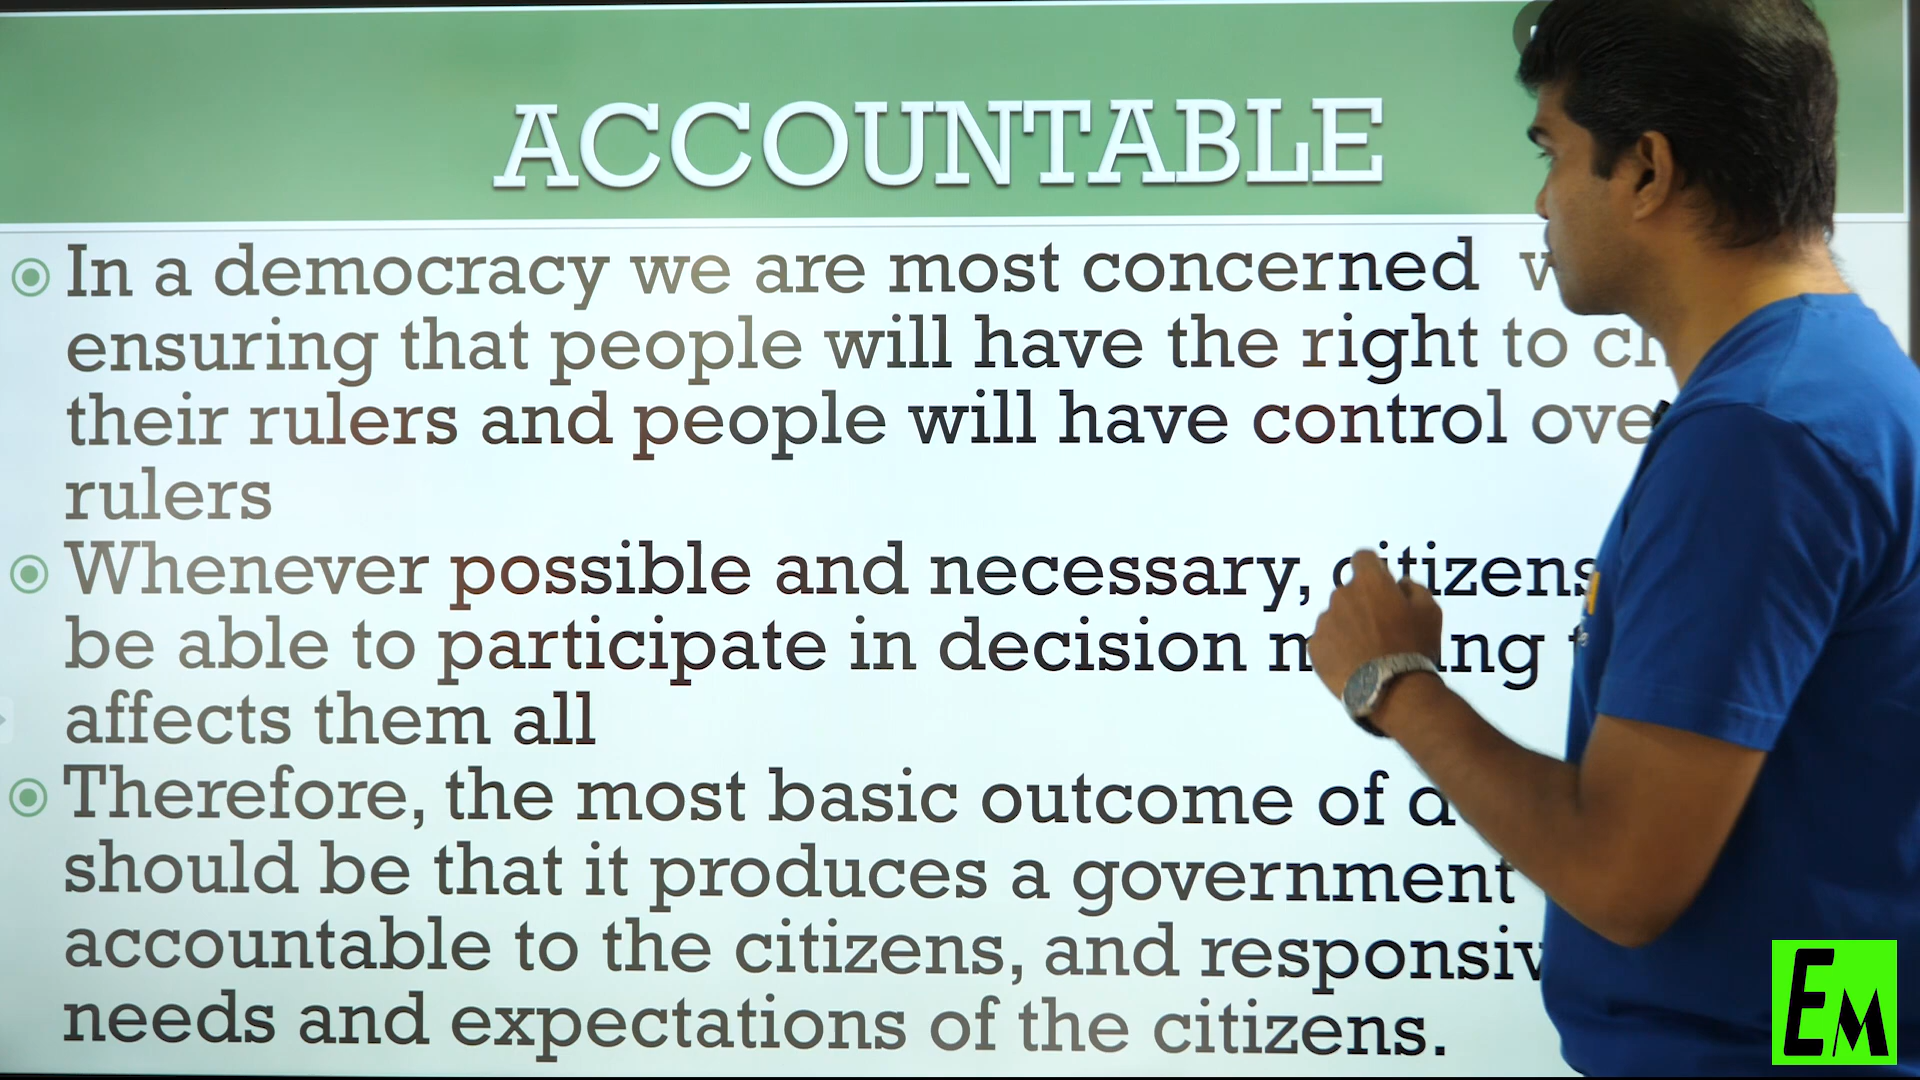 ACCOUNTABLE
In a democracy we are most concerned
ensuring that people will have the right to
their rulers and people will have control
rulers
Whenever possible and necessary, citizens
be able to participate in decision
affects them all
Therefore, the most basic outcome of
should be that it produces a government
accountable to the citizens, and
needs and expectations of the citizens.
EM